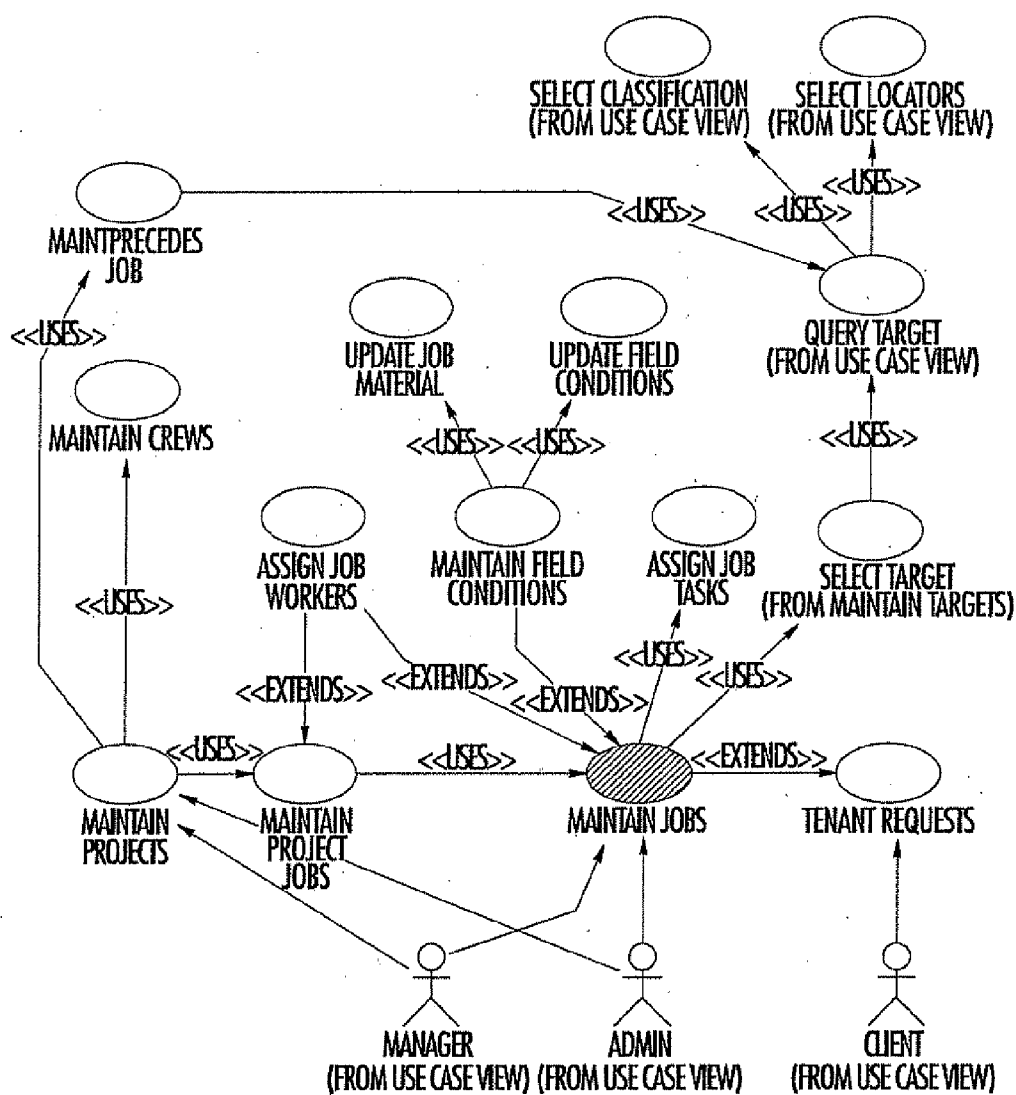 SELECT CLASSIFICATION
(FROM USE CASE VIEW)
SELECT LOCATORS
(FROM USE CASE VIEW)
<<USES>>
<<USES>>
<<USES>>
MAINTPRECEDES
JOB
<<USES>>
QUERY TARGET
(FROM USE CASE VIEW)
UPDATE JOB
MATERIAL
UPDATE FIELD
CONDITIONS
MAINTAIN CREWS
<<USES>>
<<USES>>
<<USES>>
ASSIGN JOB
WORKERS
MAINTAIN FIELD
CONDITIONS
ASSIGN JOB
TASKS
SELECT TARGET
(FROM MAINTAIN TARGETS)
<<USES>>
<<USES>>
<<USES>>
<<EXTENDS>>
<<EXTENDS>>
<<EXTENDS>>
<<USES>>
<<USES>>
<<EXTENDS>>
MAINTAIN
PROJECTS
MAINTAIN
PROJECT
JOBS
MAINTAIN JOBS
TENANT REQUESTS
MANAGER
(FROM USE CASE VIEW)
ADMIN
(FROM USE CASE VIEW)
CLIENT
(FROM USE CASE VIEW)